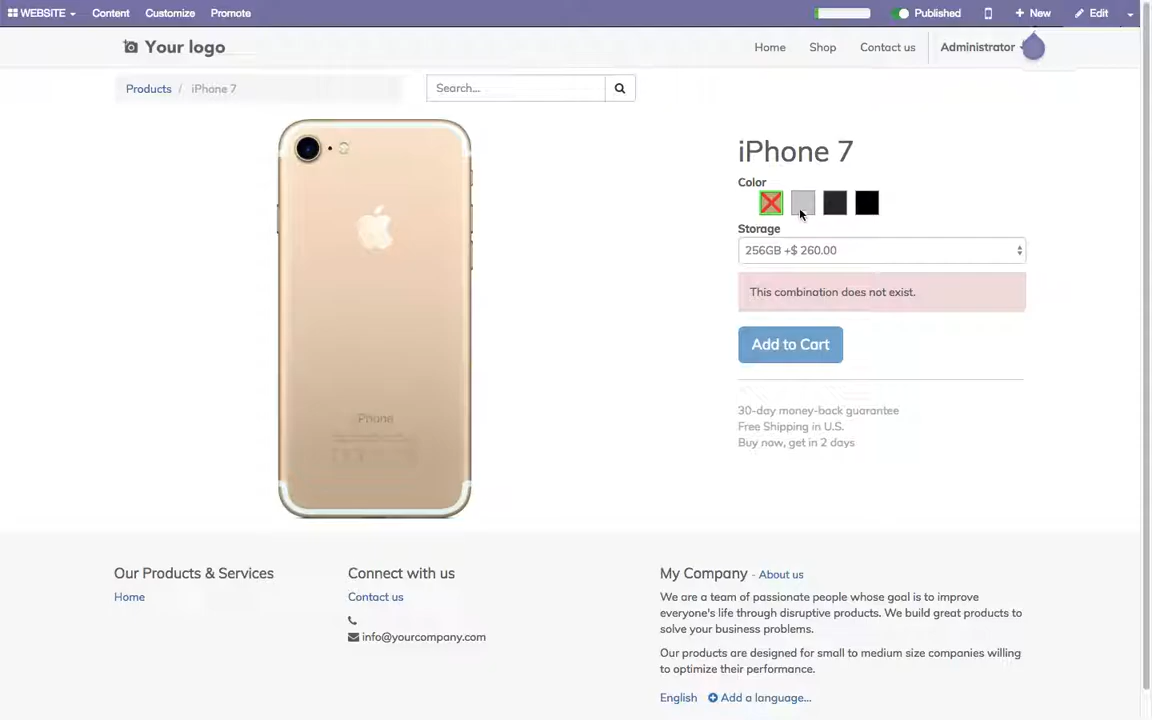 WEBSITE Content Customize Promote Published New Edit
Your logo Home Shop Contact us Administrator
Products / iPhone 7 Search...
iPhone 7
Color
Storage
256GB +$ 260.00
This combination does not exist.
Add to Cart
30-day money-back guarantee
Free Shipping in U.S.
Buy now, get in 2 days
iPhone
Our Products & Services
Home
Connect with us
Contact us
info@yourcompany.com
My Company - About us
We are a team of passionate people whose goal is to improve
everyone's life through disruptive products. We build great products to
solve your business problems.
Our products are designed for small to medium size companies willing
to optimize their performance.
English Add a language...